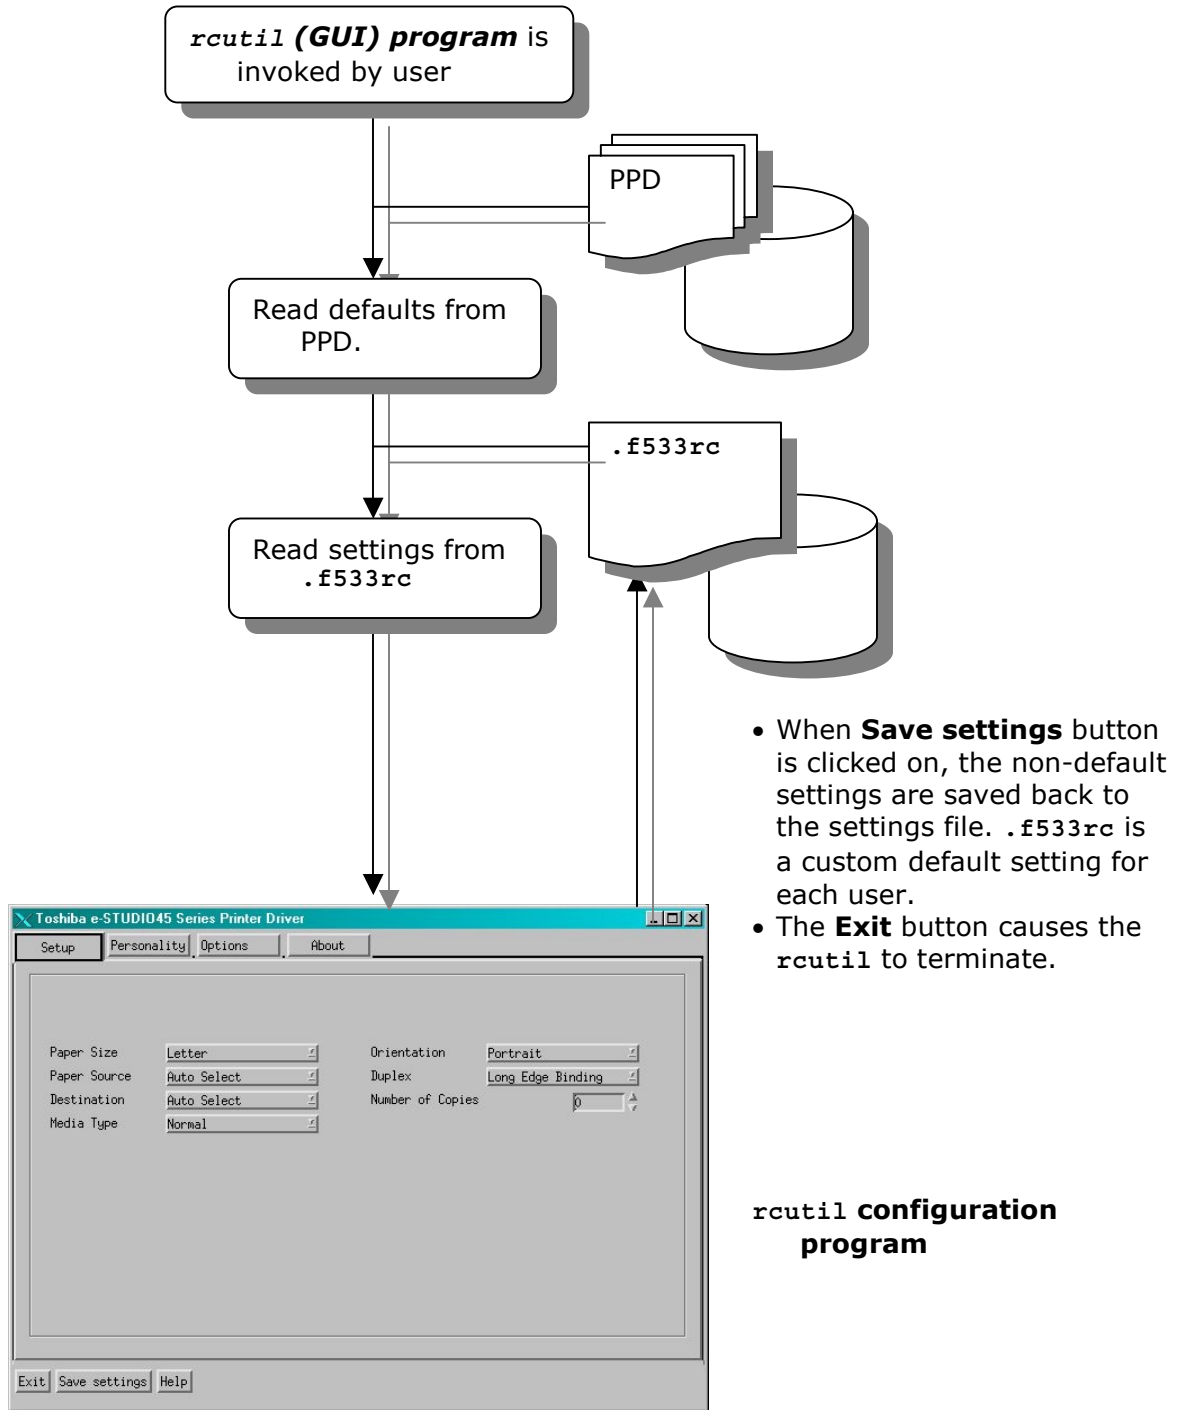 rcutil (GUI) program is
invoked by user
PPD
Read defaults from
PPD.
.f533rc
Read settings from
.f533rc
• When Save settings button
is clicked on, the non-default
settings are saved back to
the settings file. .f533rc is
a custom default setting for
each user.
• The Exit button causes the
rcutil to terminate.
Toshiba e-STUDIO45 Series Printer Driver
Setup Personality Options About
Paper Size Letter Orientation Portrait
Paper Source Auto Select Duplex Long Edge Binding
Destination Auto Select Number of Copies 0
Media Type Normal
rcutil configuration
program
Exit Save settings Help